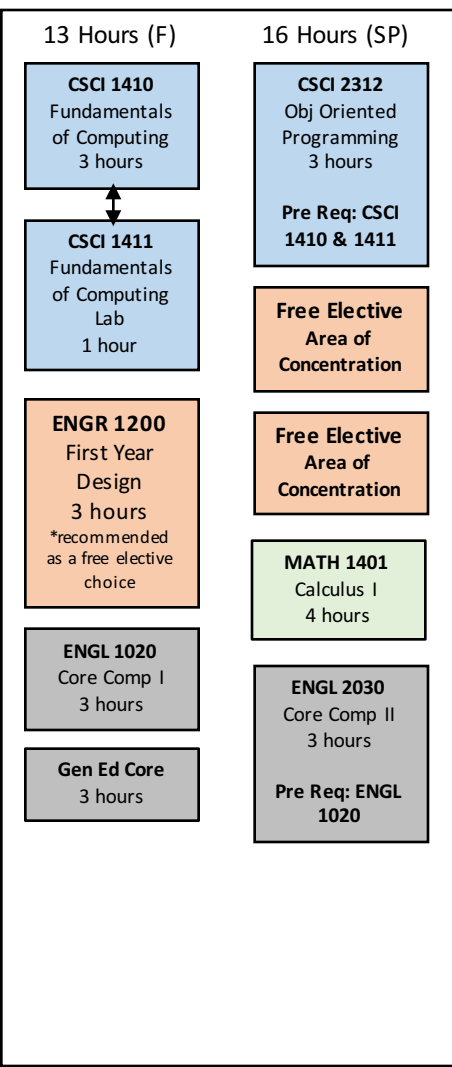 13 Hours (F)
CSCI 1410
Fundamentals
of Computing
3 hours
CSCI 1411
Fundamentals
of Computing
Lab
1 hour
ENGR 1200
First Year
Design
3 hours
*recommended
as a free elective
choice
ENGL 1020
Core Comp I
3 hours
Gen Ed Core
3 hours
16 Hours (SP)
CSCI 2312
Obj Oriented
Programming
3 hours
Pre Req: CSCI
1410 & 1411
Free Elective
Area of
Concentration
Free Elective
Area of
Concentration
MATH 1401
Calculus I
4 hours
ENGL 2030
Core Comp II
3 hours
Pre Req: ENGL
1020